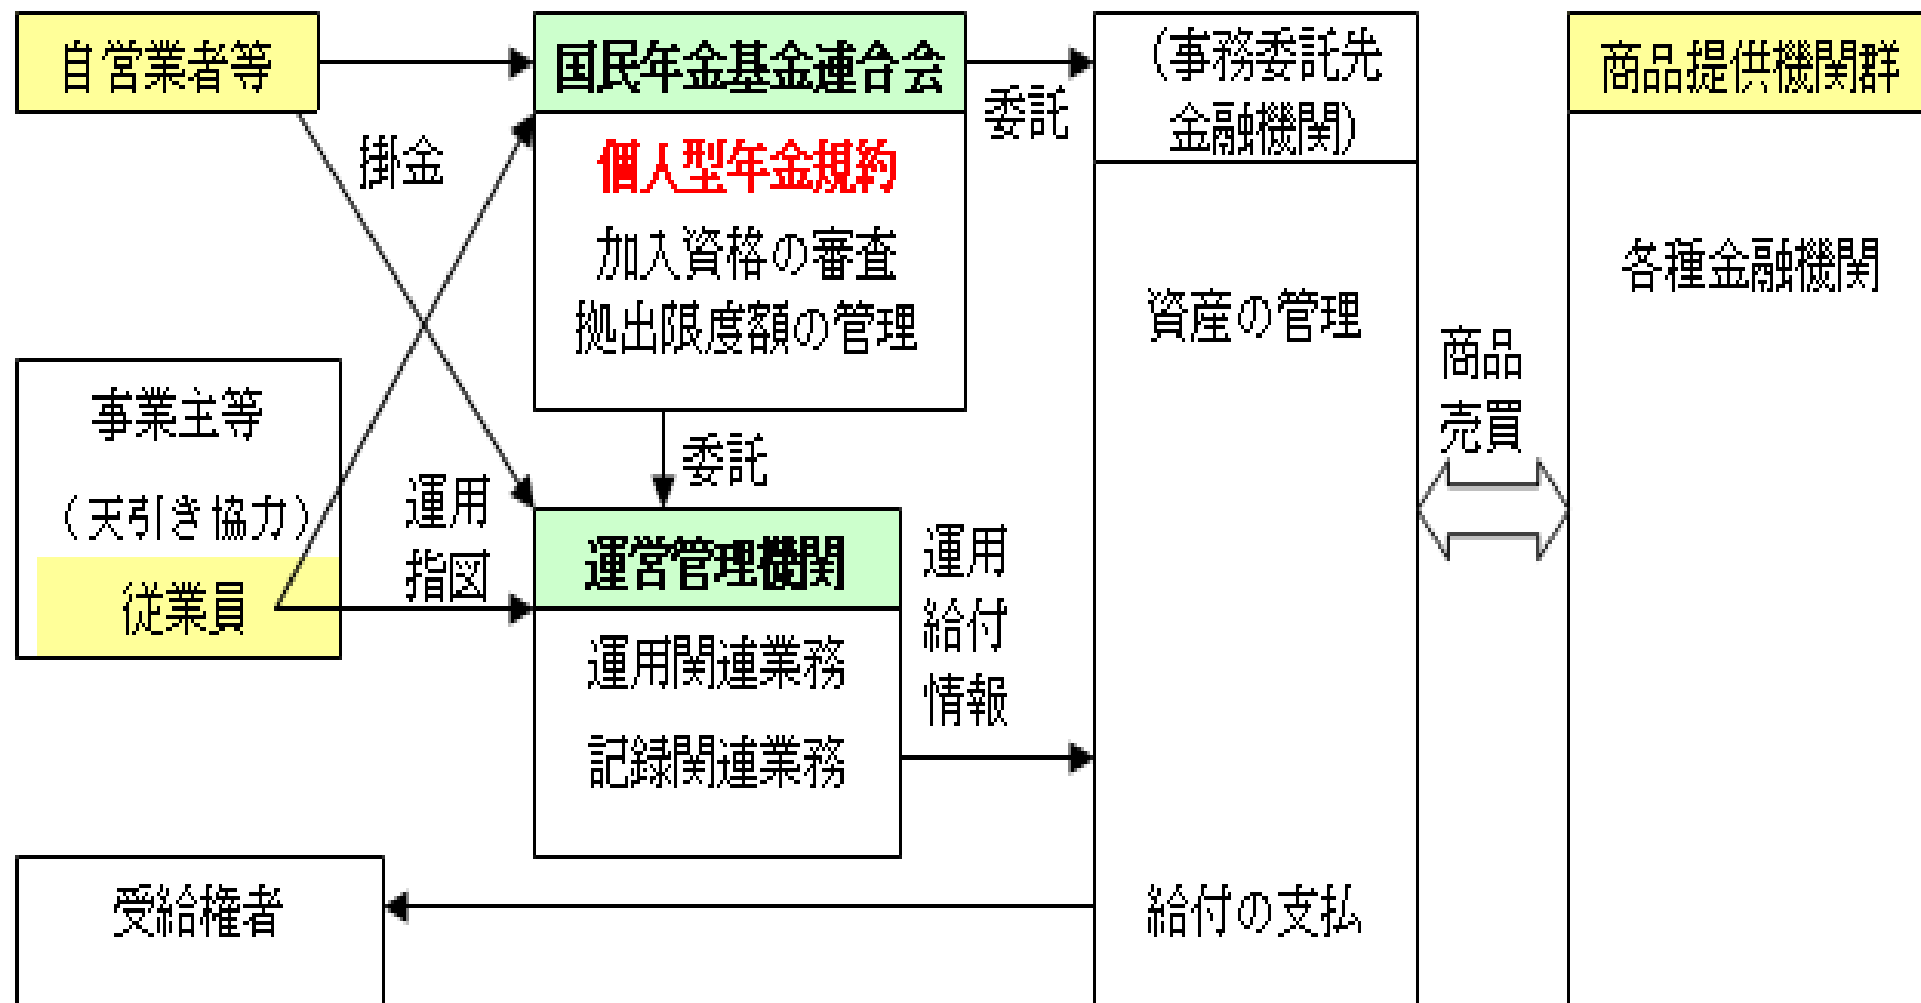 自営業者等
国民年金基金連合会
（事務委託先
金融機関）
商品提供機関群
委託
掛金
個人型年金規約
加入資格の審査
拠出限度額の管理
各種金融機関
資産の管理
商品
売買
事業主等
（天引き協力）
従業員
委託
運用
指図
運営管理機関
運用関連業務
記録関連業務
運用
給付
情報
受給権者
給付の支払